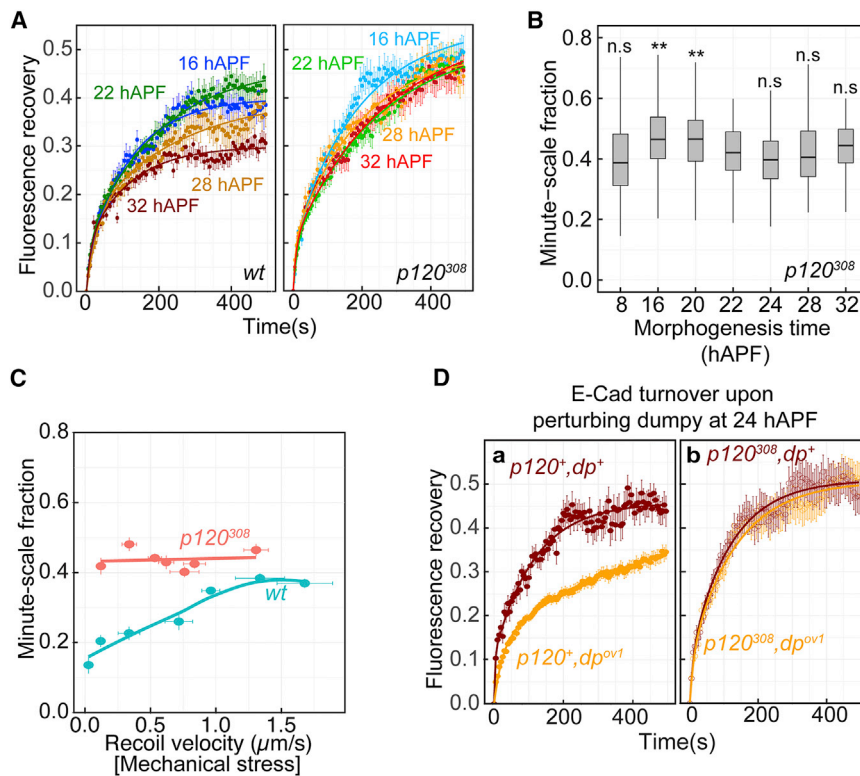 A
Fluorescence recovery
0.5
0.4
0.3
0.2
0.1
0.0
16 hAPF
22 hAPF
28 hAPF
32 hAPF
wt
0 200 400
16 hAPF
22 hAPF
28 hAPF
32 hAPF
p120³⁰⁸
0 200 400
Time(s)
B
Minute−scale fraction
0.8
0.6
0.4
0.2
0.0
n.s ** ** n.s n.s n.s
p120³⁰⁸
8 16 20 22 24 28 32
Morphogenesis time
(hAPF)
C
Minute-scale fraction
0.8
0.6
0.4
0.2
0.0
p120³⁰⁸
wt
0.0 0.5 1.0 1.5
Recoil velocity (µm/s)
[Mechanical stress]
D
E-Cad turnover upon
perturbing dumpy at 24 hAPF
Fluorescence recovery
0.5
0.4
0.3
0.2
0.1
0.0
a
p120⁺,dp⁺
p120⁺,dpᵒᵛ¹
0 200 400
b
p120³⁰⁸,dp⁺
p120³⁰⁸,dpᵒᵛ¹
0 200 400
Time(s)